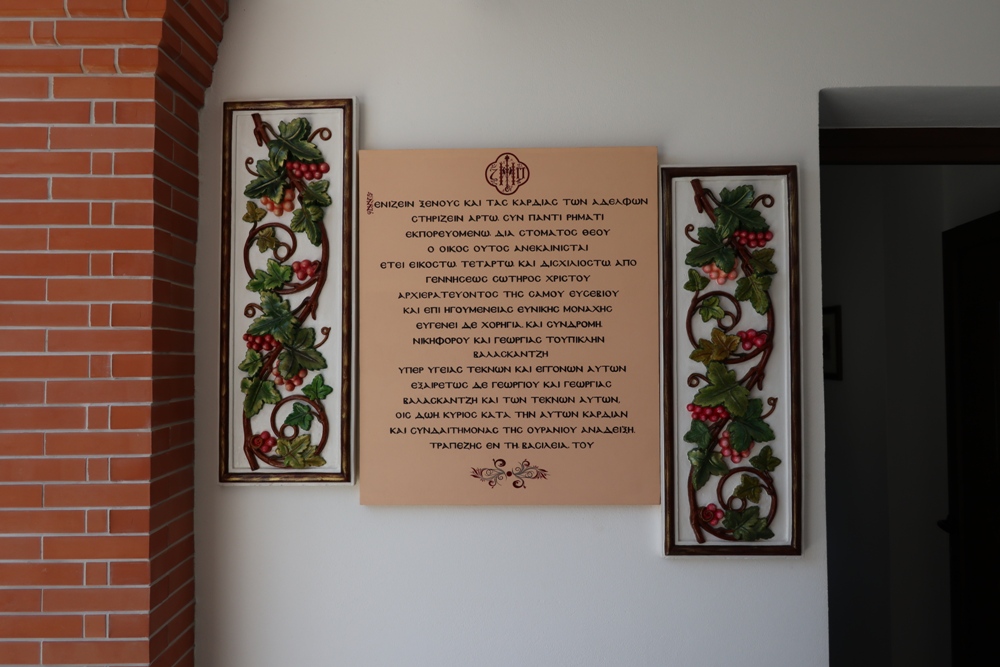 ΞΕΝΙΖΕΙΝ ΞΕΝΟΥΣ ΚΑΙ ΤΑΣ ΚΑΡΔΙΑΣ ΤΩΝ ΑΔΕΛΦΩΝ
ΣΤΗΡΙΖΕΙΝ ΑΡΤΩ, ΣΥΝ ΠΑΝΤΙ ΡΗΜΑΤΙ
ΕΚΠΟΡΕΥΟΜΕΝΩ, ΔΙΑ ΣΤΟΜΑΤΟΣ ΘΕΟΥ
Ο ΟΙΚΟΣ ΟΥΤΟΣ ΑΝΕΚΑΙΝΙΣΤΑΙ
ΕΤΕΙ ΕΙΚΟΣΤΩ, ΤΕΤΑΡΤΩ, ΚΑΙ ΔΙΣΧΙΛΙΟΣΤΩ, ΑΠΟ
ΓΕΝΝΗΣΕΩΣ ΣΩΤΗΡΟΣ ΧΡΙΣΤΟΥ
ΑΡΧΙΕΡΑΤΕΥΟΝΤΟΣ ΤΗΣ ΣΑΜΟΥ ΕΥΣΕΒΙΟΥ
ΚΑΙ ΕΠΙ ΗΓΟΥΜΕΝΕΙΑΣ ΕΥΝΙΚΗΣ ΜΟΝΑΧΗΣ
ΕΥΓΕΝΕΙ ΔΕ ΧΟΡΗΓΙΑ, ΚΑΙ ΣΥΝΔΡΟΜΗ,
ΝΙΚΗΦΟΡΟΥ ΚΑΙ ΓΕΩΡΓΙΑΣ ΤΟΥΠΙΚΛΗΝ
ΒΑΛΑΣΚΑΝΤΖΗ
ΥΠΕΡ ΥΓΕΙΑΣ ΤΕΚΝΩΝ ΚΑΙ ΕΓΓΟΝΩΝ ΑΥΤΩΝ
ΕΞΑΙΡΕΤΩΣ ΔΕ ΓΕΩΡΓΙΟΥ ΚΑΙ ΓΕΩΡΓΙΑΣ
ΒΑΛΑΣΚΑΝΤΖΗ ΚΑΙ ΤΩΝ ΤΕΚΝΩΝ ΑΥΤΩΝ,
ΟΙΣ ΔΩΗ ΚΥΡΙΟΣ ΚΑΤΑ ΤΗΝ ΑΥΤΩΝ ΚΑΡΔΙΑΝ
ΚΑΙ ΣΥΝΔΑΙΤΗΜΟΝΑΣ ΤΗΣ ΟΥΡΑΝΙΟΥ ΑΝΑΔΕΙΞΗ,
ΤΡΑΠΕΖΗΣ ΕΝ ΤΗ ΒΑΣΙΛΕΙΑ, ΤΟΥ